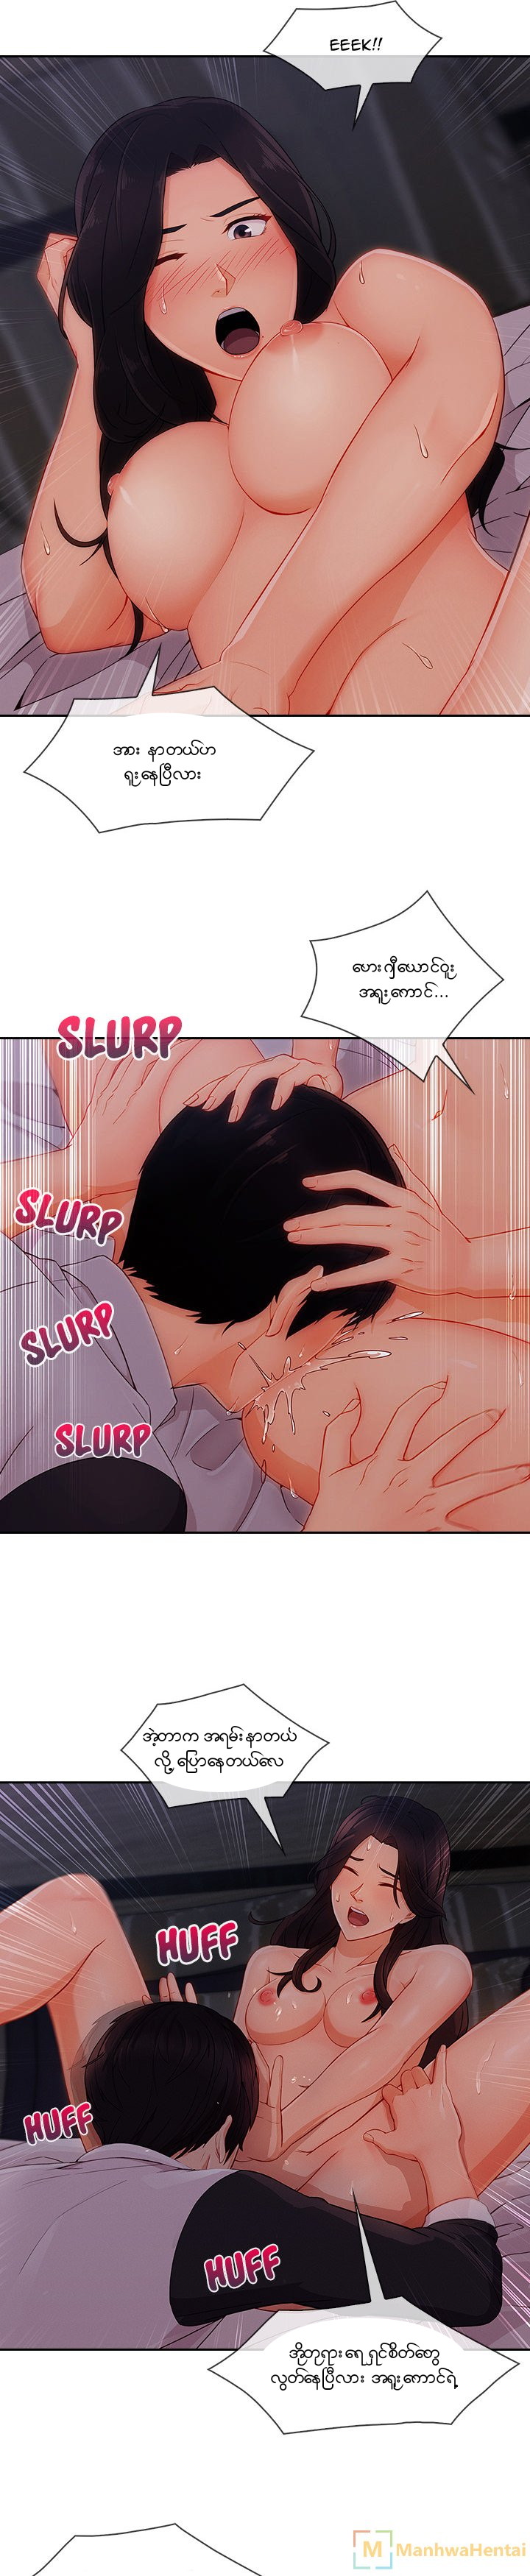 EEEK!!
အား နာတယ်ဟ
ရူးနေပြီလား
ဟေးဂျီယောင်ဝူး
အရူးကောင်...
SLURP
SLURP
SLURP
SLURP
အဲ့တာက အရမ်းနာတယ်
လို့ ပြောနေတယ်လေ
HUFF
HUFF
HUFF
အိုဘုရားရေ ရှင်စိတ်တွေ
လွတ်နေပြီလား အရူးကောင်ရဲ့
M ManhwaHentai